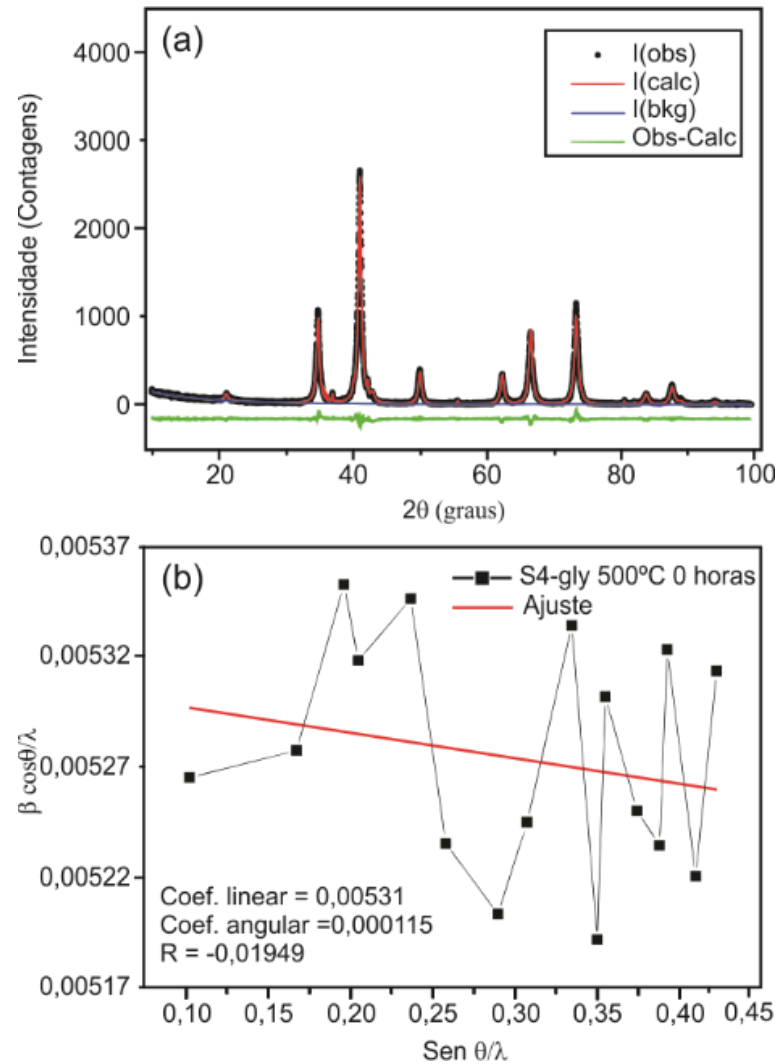 (a)
I(obs)
I(calc)
I(bkg)
Obs-Calc
Intensidade (Contagens)
4000
3000
2000
1000
0
20
40
60
80
100
2θ (graus)
(b)
S4-gly 500ºC 0 horas
Ajuste
β cosθ/λ
0,00537
0,00532
0,00527
0,00522
0,00517
Coef. linear = 0,00531
Coef. angular =0,000115
R = -0,01949
0,10
0,15
0,20
0,25
0,30
0,35
0,40
0,45
Sen θ/λ